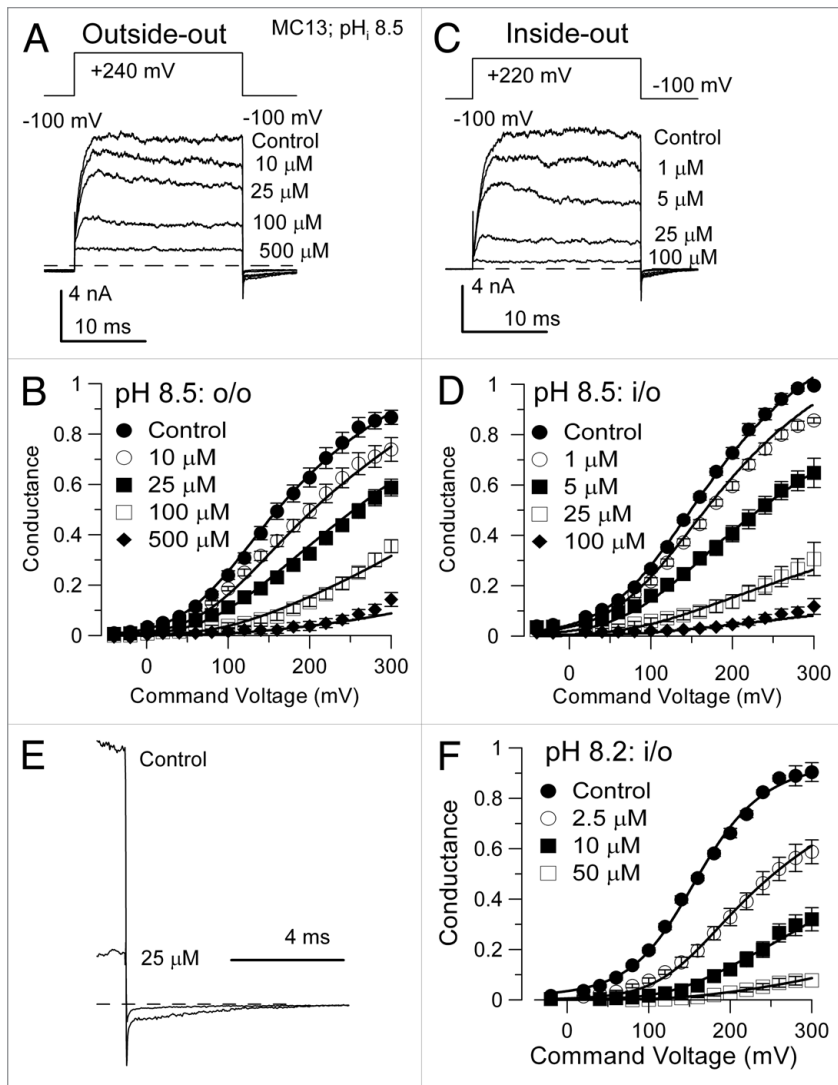 A
Outside-out
MC13; pHi 8.5
+240 mV
-100 mV
-100 mV
Control
10 μM
25 μM
100 μM
500 μM
4 nA
10 ms
C
Inside-out
+220 mV
-100 mV
-100 mV
Control
1 μM
5 μM
25 μM
100 μM
4 nA
10 ms
B
pH 8.5: o/o
Control
10 μM
25 μM
100 μM
500 μM
1
0.8
0.6
0.4
0.2
0
Conductance
0 100 200 300
Command Voltage (mV)
D
pH 8.5: i/o
Control
1 μM
5 μM
25 μM
100 μM
1
0.8
0.6
0.4
0.2
0
Conductance
0 100 200 300
Command Voltage (mV)
E
Control
25 μM
4 ms
F
pH 8.2: i/o
Control
2.5 μM
10 μM
50 μM
1
0.8
0.6
0.4
0.2
0
Conductance
0 100 200 300
Command Voltage (mV)